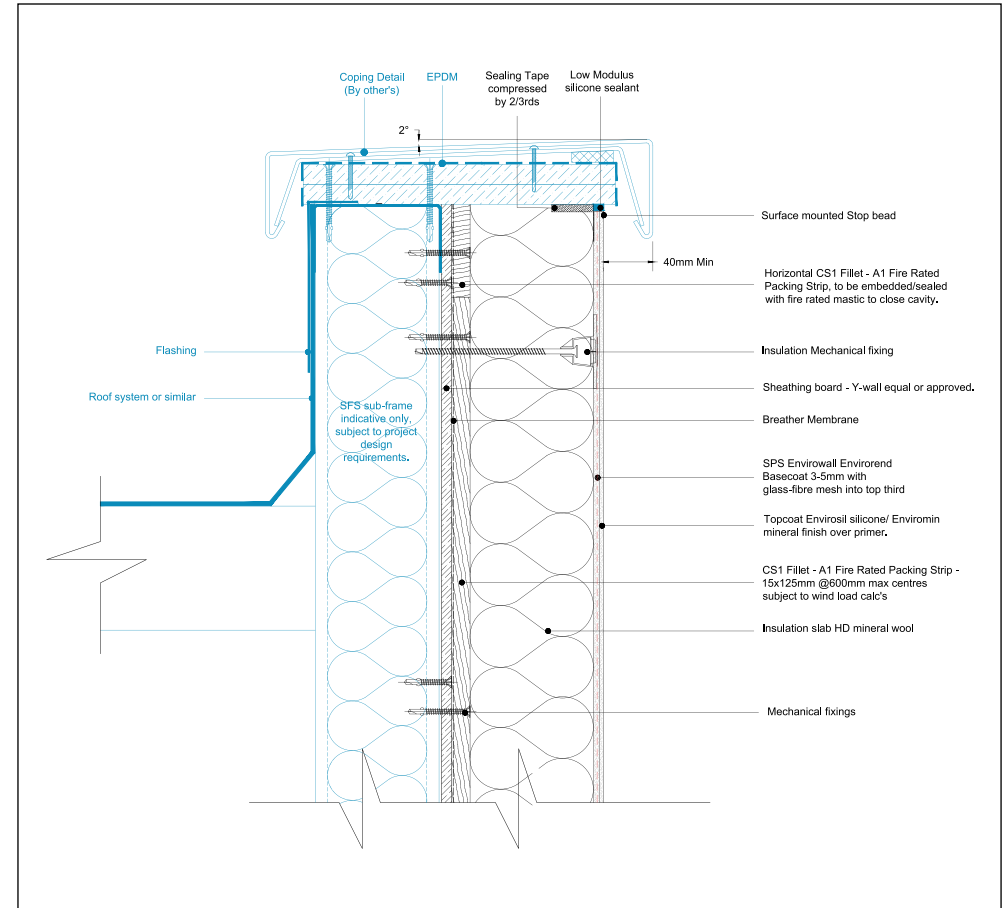 Coping Detail
(By other's)
EPDM
Sealing Tape
compressed
by 2/3rds
Low Modulus
silicone sealant
2°
Surface mounted Stop bead
40mm Min
Horizontal CS1 Fillet - A1 Fire Rated
Packing Strip, to be embedded/sealed
with fire rated mastic to close cavity.
Flashing
Insulation Mechanical fixing
Roof system or similar
Sheathing board - Y-wall equal or approved.
SFS sub-frame
indicative only,
subject to project
design
requirements.
Breather Membrane
SPS Envirowall Envirorend
Basecoat 3-5mm with
glass-fibre mesh into top third
Topcoat Envirosil silicone/ Enviromin
mineral finish over primer.
CS1 Fillet - A1 Fire Rated Packing Strip -
15x125mm @600mm max centres
subject to wind load calc's
Insulation slab HD mineral wool
Mechanical fixings